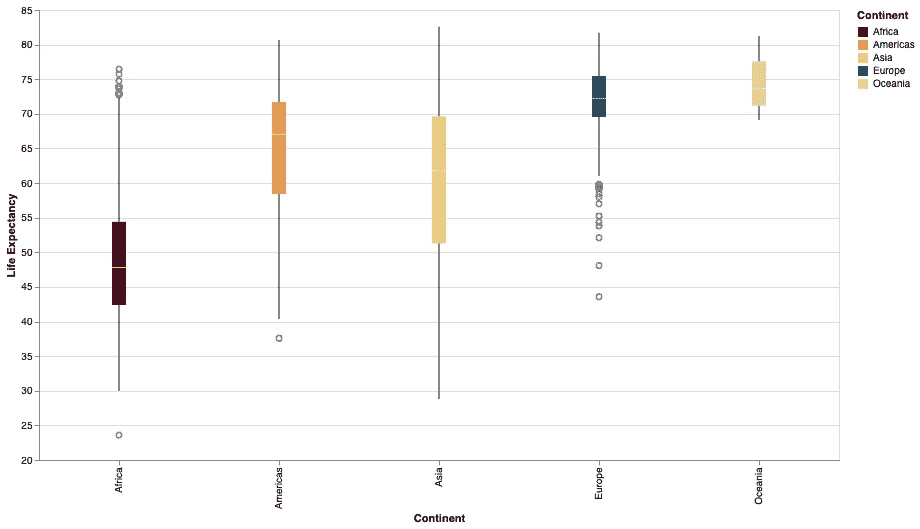 85
80
75
70
65
60
55
50
45
40
35
30
25
20
Life Expectancy
Africa
Americas
Asia
Europe
Oceania
Continent
Continent
Africa
Americas
Asia
Europe
Oceania